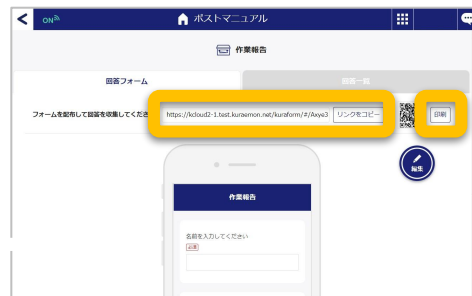 ON
ポストマニュアル
作業報告
回答フォーム
回答一覧
フォームを配布して回答を収集してくだ
https://kcloud2-1.test.kuraemon.net/kuraform/#/Axye3
リンクをコピー
印刷
編集
作業報告
名前を入力してください
必須